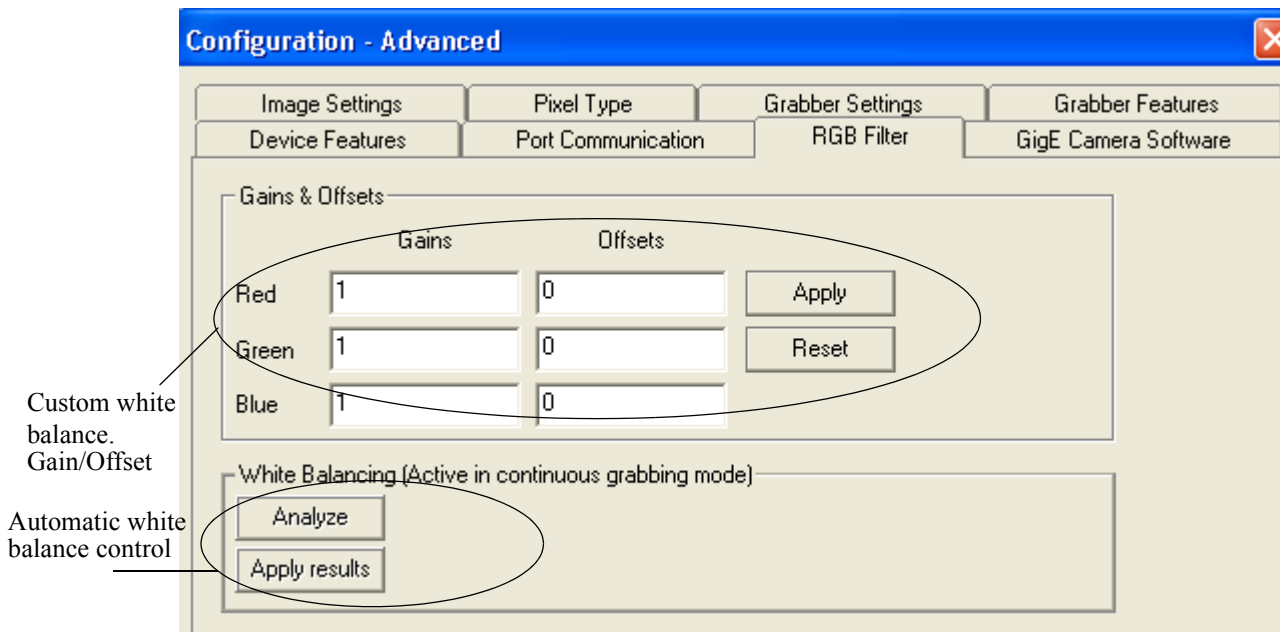 Configuration - Advanced
Image Settings
Pixel Type
Grabber Settings
Grabber Features
Device Features
Port Communication
RGB Filter
GigE Camera Software
Gains & Offsets
Gains
Offsets
Red
1
0
Apply
Green
1
0
Reset
Blue
1
0
Custom white
balance.
Gain/Offset
White Balancing (Active in continuous grabbing mode)
Analyze
Apply results
Automatic white
balance control